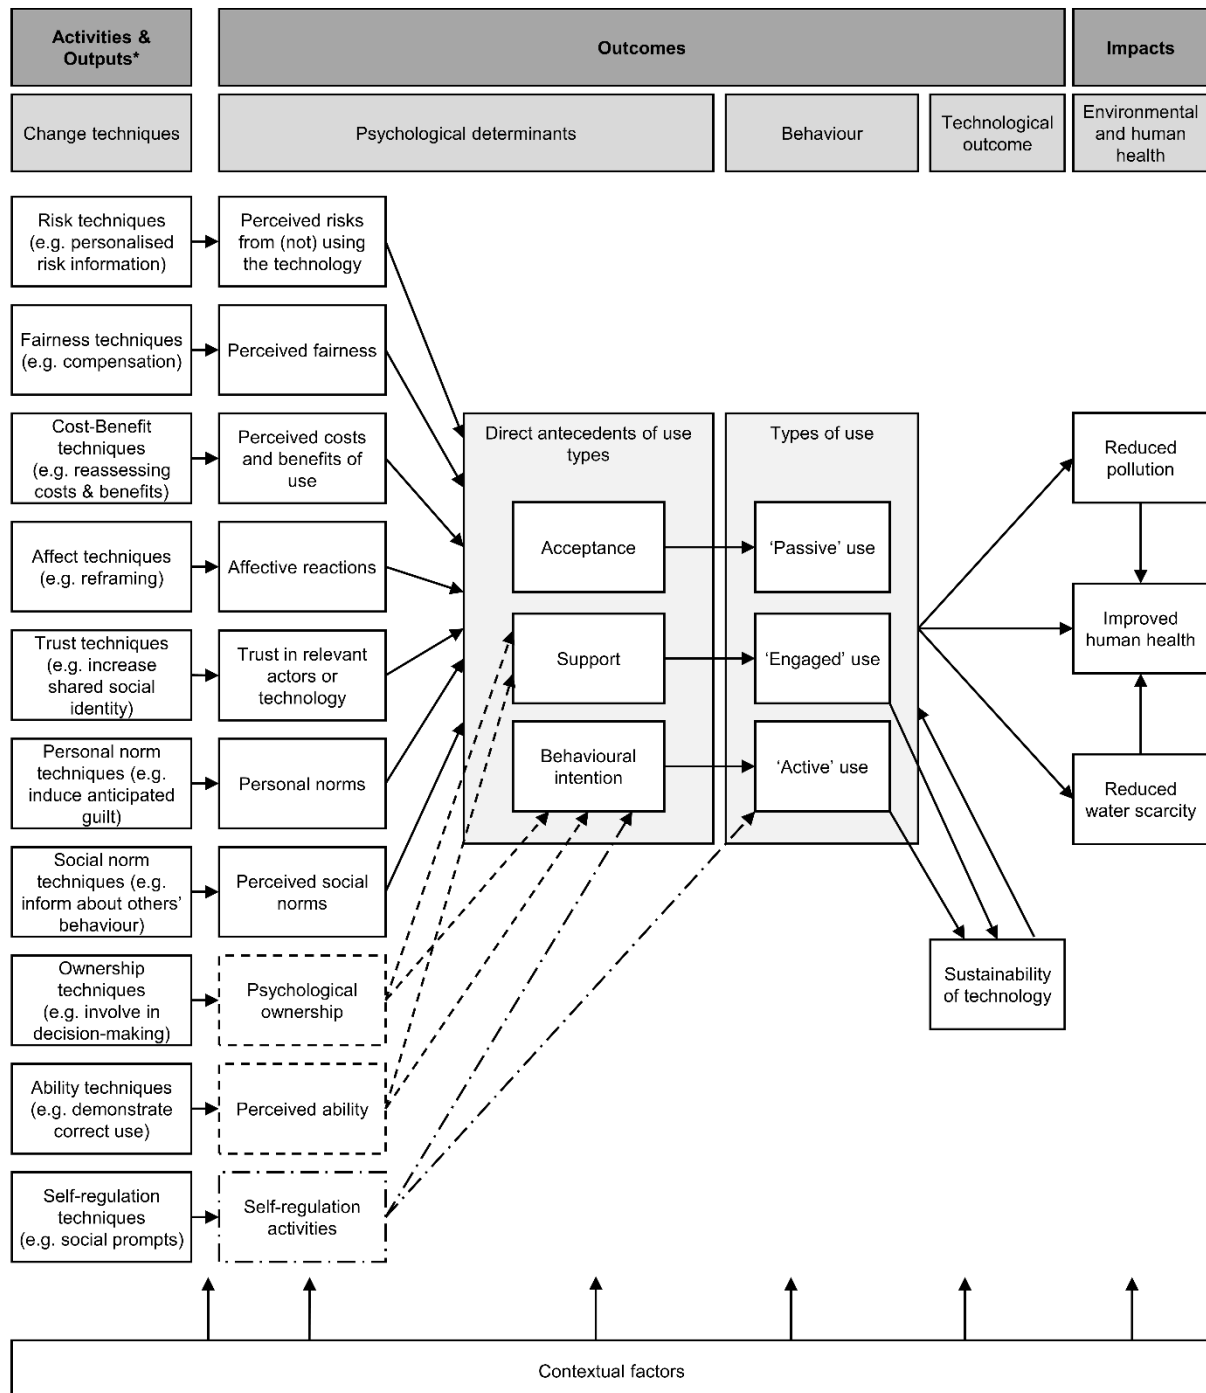 Activities &
Outputs*
Outcomes
Impacts
Change techniques
Psychological determinants
Behaviour
Technological
outcome
Environmental
and human
health
Risk techniques
(e.g. personalised
risk information)
Perceived risks
from (not) using
the technology
Fairness techniques
(e.g. compensation)
Perceived fairness
Cost-Benefit
techniques
(e.g. reassessing
costs & benefits)
Perceived costs
and benefits of
use
Direct antecedents of use
types
Types of use
Reduced
pollution
Affect techniques
(e.g. reframing)
Affective reactions
Acceptance
‘Passive’ use
Trust techniques
(e.g. increase
shared social
identity)
Trust in relevant
actors or
technology
Support
‘Engaged’ use
Improved
human health
Personal norm
techniques (e.g.
induce anticipated
guilt)
Personal norms
Behavioural
intention
‘Active’ use
Reduced
water scarcity
Social norm
techniques (e.g.
inform about others’
behaviour)
Perceived social
norms
Ownership
techniques
(e.g. involve in
decision-making)
Psychological
ownership
Sustainability
of technology
Ability techniques
(e.g. demonstrate
correct use)
Perceived ability
Self-regulation
techniques
(e.g. social prompts)
Self-regulation
activities
Contextual factors